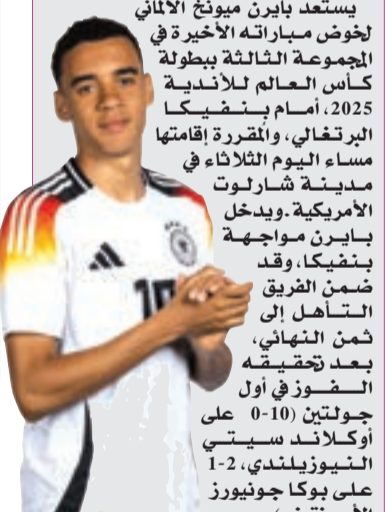 يستعد بايرن ميونخ الألماني
لخوض مباراته الأخيرة في
المجموعة الثالثة ببطولة
كأس العالم للأندية
2025، أمام بنفيكا
البرتغالي، والمقررة إقامتها
مساء اليوم الثلاثاء في
مدينة شارلوت
الأمريكية. ويدخل
بايرن مواجهة
بنفيكا، وقد
ضمن الفريق
التأهل إلى
ثمن النهائي،
بعد تحقيقه
الفوز في أول
جولتين (10-0 على
أوكلاند سيتي
النيوزيلندي، 2-1
على بوكا جونيورز
10